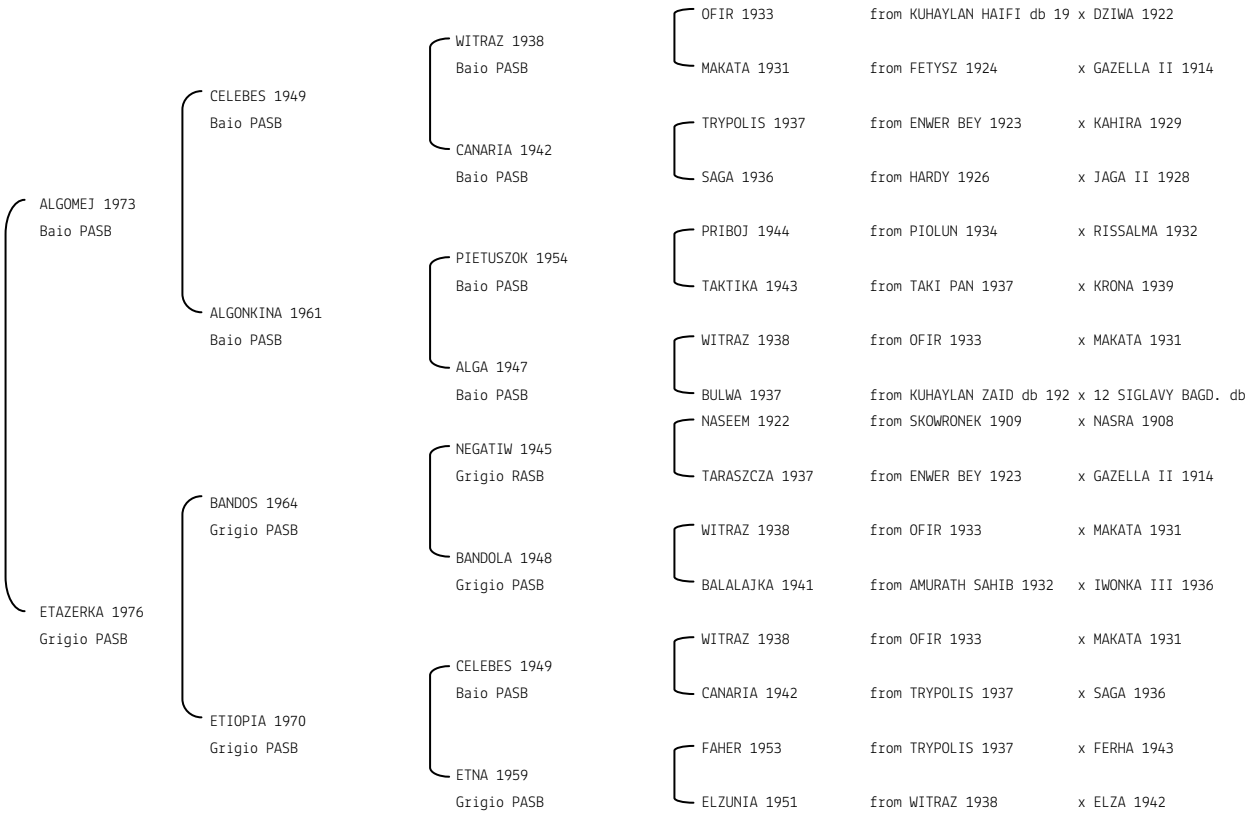 OFIR 1933 from KUHAYLAN HAIFI db 19 x DZIWA 1922
WITRAZ 1938
Baio PASB MAKATA 1931 from FETYSZ 1924 x GAZELLA II 1914
CELEBES 1949
Baio PASB TRYPOLIS 1937 from ENWER BEY 1923 x KAHIRA 1929
CANARIA 1942
Baio PASB SAGA 1936 from HARDY 1926 x JAGA II 1928
ALGOMEJ 1973
Baio PASB PRIBOJ 1944 from PIOLUN 1934 x RISSALMA 1932
PIETUSZOK 1954
Baio PASB TAKTIKA 1943 from TAKI PAN 1937 x KRONA 1939
ALGONKINA 1961
Baio PASB WITRAZ 1938 from OFIR 1933 x MAKATA 1931
ALGA 1947
Baio PASB BULWA 1937 from KUHAYLAN ZAID db 192 x 12 SIGLAVY BAGD. db
NASEEM 1922 from SKOWRONEK 1909 x NASRA 1908
NEGATIW 1945
Grigio RASB TARASZCZA 1937 from ENWER BEY 1923 x GAZELLA II 1914
BANDOS 1964
Grigio PASB WITRAZ 1938 from OFIR 1933 x MAKATA 1931
BANDOLA 1948
Grigio PASB BALALAJKA 1941 from AMURATH SAHIB 1932 x IWONKA III 1936
ETAZERKA 1976
Grigio PASB WITRAZ 1938 from OFIR 1933 x MAKATA 1931
CELEBES 1949
Baio PASB CANARIA 1942 from TRYPOLIS 1937 x SAGA 1936
ETIOPIA 1970
Grigio PASB FAHER 1953 from TRYPOLIS 1937 x FERHA 1943
ETNA 1959
Grigio PASB ELZUNIA 1951 from WITRAZ 1938 x ELZA 1942